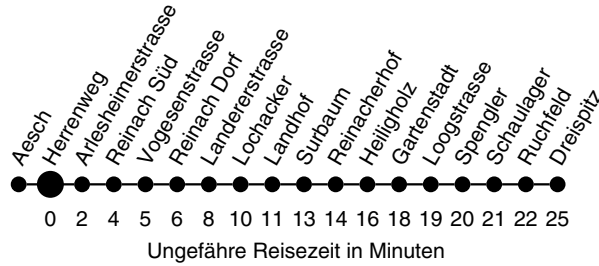 Aesch
Herrenweg
Arlesheimerstrasse
Reinach Süd
Vogesenstrasse
Reinach Dorf
Landererstrasse
Lochacker
Landhof
Surbaum
Reinacherhof
Heiligholz
Gartenstadt
Loogstrasse
Spengler
Schaulager
Ruchfeld
Dreispitz
0 2 4 5 6 8 10 11 13 14 16 18 19 20 21 22 25
Ungefähre Reisezeit in Minuten